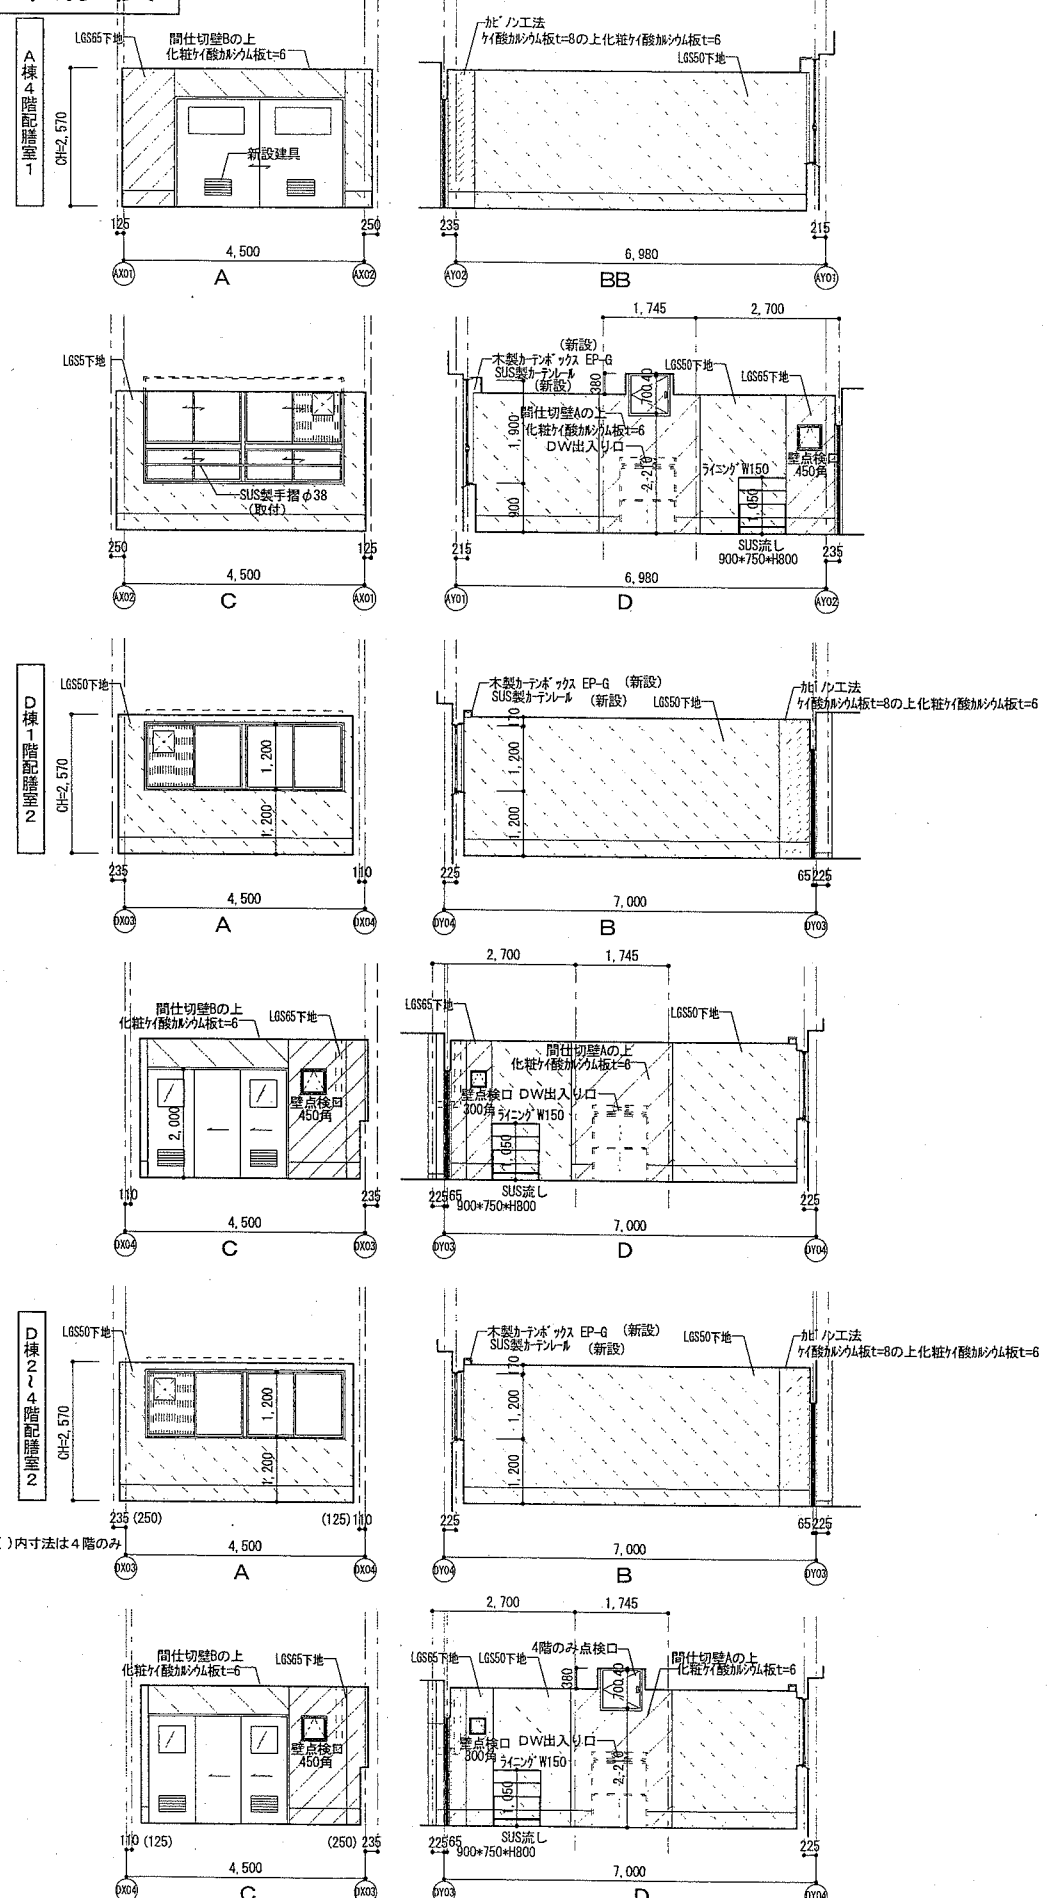 A棟4階配膳室1
CH=2,570
LGS65下地
間仕切壁Bの上
化粧ケイ酸カルシウム板t=6
新設建具
125
250
4,500
AX01
AX02
A
カビノン工法
ケイ酸カルシウム板t=8の上化粧ケイ酸カルシウム板t=6
LGS50下地
235
215
6,980
AY02
AY01
BB
LGS5下地
SUS製手摺φ38
(取付)
250
125
4,500
AX02
AX01
C
1,745
2,700
(新設)
木製カーテンボックス EP-G
SUS製カーテンレール
(新設)
380
700
40
LGS50下地
LGS65下地
間仕切壁Aの上
化粧ケイ酸カルシウム板t=6
DW出入り口
1,900
2,210
900
ライニングW150
1,050
壁点検口
450角
SUS流し
900*750*H800
215
235
6,980
AY01
AY02
D
D棟1階配膳室2
CH=2,570
LGS50下地
1,200
1,200
235
110
4,500
DX03
DX04
A
木製カーテンボックス EP-G (新設)
SUS製カーテンレール (新設)
LGS50下地
カビノン工法
ケイ酸カルシウム板t=8の上化粧ケイ酸カルシウム板t=6
170
1,200
1,200
225
65
225
7,000
DY04
DY03
B
間仕切壁Bの上
化粧ケイ酸カルシウム板t=6
LGS65下地
2,000
壁点検口
450角
110
235
4,500
DX04
DX03
C
2,700
1,745
LGS65下地
LGS50下地
間仕切壁Aの上
化粧ケイ酸カルシウム板t=6
壁点検口
300角
DW出入り口
ライニングW150
1,050
SUS流し
900*750*H800
225
65
225
7,000
DY03
DY04
D
D棟2~4階配膳室2
CH=2,570
LGS50下地
1,200
1,200
235 (250)
(125) 110
)内寸法は4階のみ
4,500
DX03
DX04
A
木製カーテンボックス EP-G (新設)
SUS製カーテンレール (新設)
LGS50下地
カビノン工法
ケイ酸カルシウム板t=8の上化粧ケイ酸カルシウム板t=6
170
1,200
1,200
225
65
225
7,000
DY04
DY03
B
間仕切壁Bの上
化粧ケイ酸カルシウム板t=6
LGS65下地
壁点検口
450角
110 (125)
(250) 235
4,500
DX04
DX03
C
2,700
1,745
LGS65下地
LGS50下地
4階のみ点検口
間仕切壁Aの上
化粧ケイ酸カルシウム板t=6
380
700
40
壁点検口
300角
DW出入り口
2,210
ライニングW150
1,050
SUS流し
900*750*H800
225
65
225
7,000
DY03
DY04
D